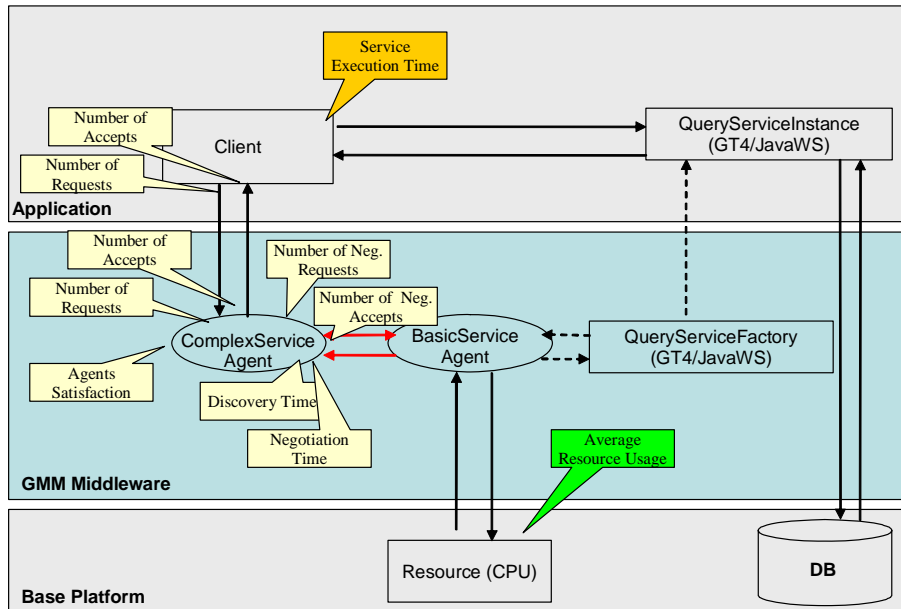 Service
Execution Time
Number of
Accepts
Client
QueryServiceInstance
(GT4/JavaWS)
Number of
Requests
Application
Number of
Accepts
Number of Neg.
Requests
Number of
Requests
Number of Neg.
Accepts
ComplexService
Agent
BasicService
Agent
QueryServiceFactory
(GT4/JavaWS)
Agents
Satisfaction
Discovery Time
Negotiation
Time
Average
Resource Usage
GMM Middleware
Resource (CPU)
DB
Base Platform